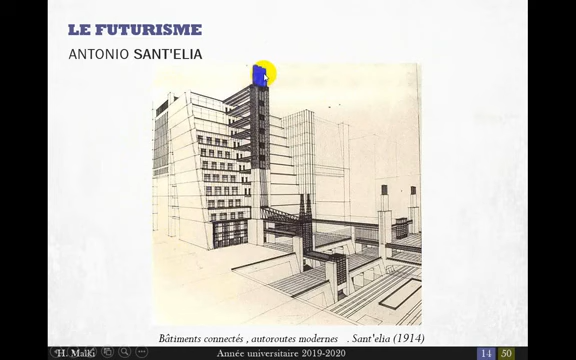 LE FUTURISME
ANTONIO SANT'ELIA
Bâtiments connectés , autoroutes modernes . Sant'elia (1914)
H. Malki
Année universitaire 2019-2020
14
50